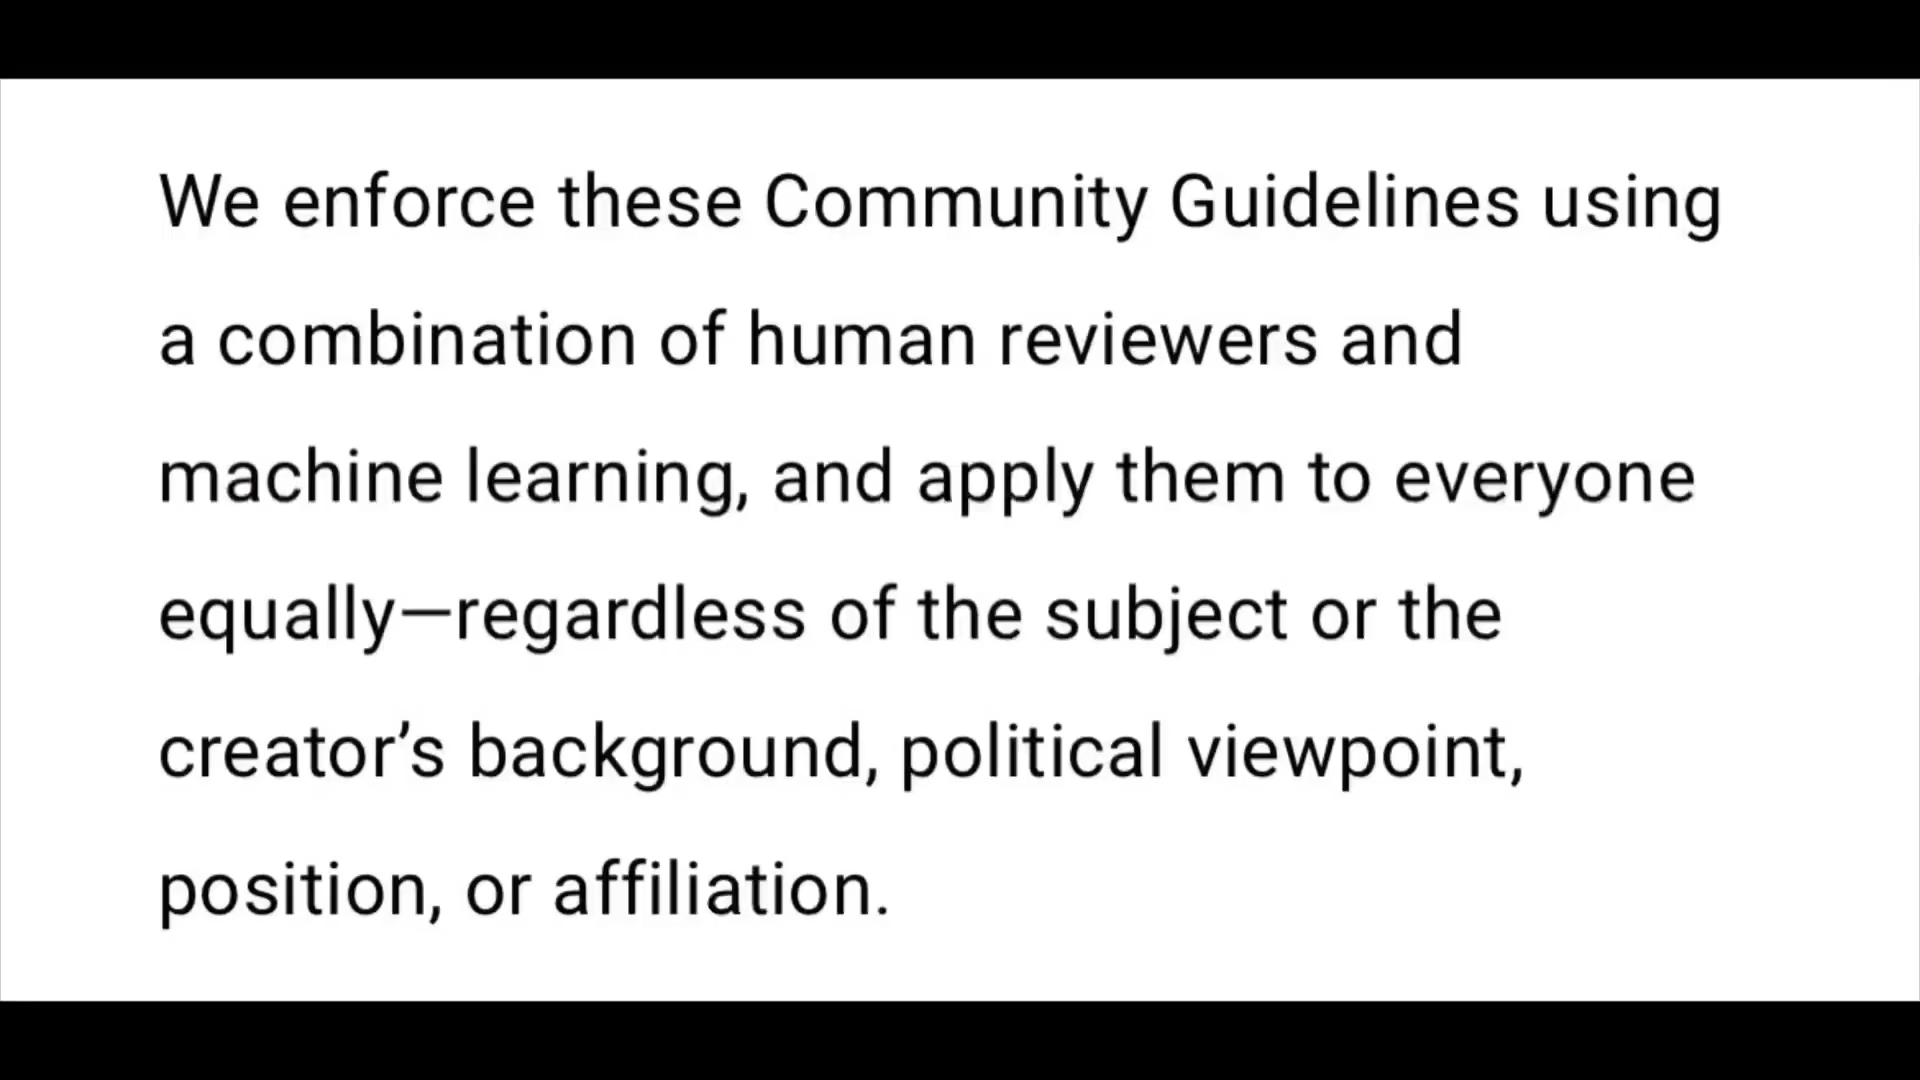 We enforce these Community Guidelines using
a combination of human reviewers and
machine learning, and apply them to everyone
equally—regardless of the subject or the
creator’s background, political viewpoint,
position, or affiliation.